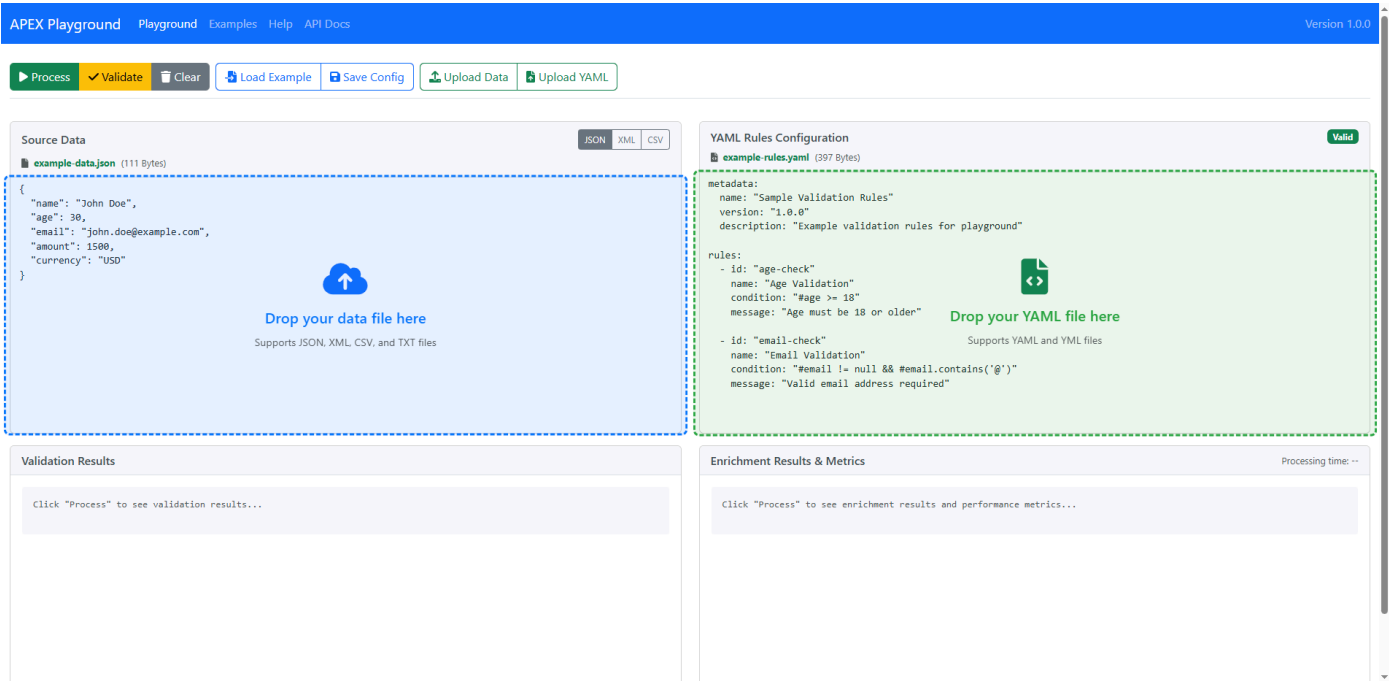 APEX Playground Playground Examples Help API Docs Version 1.0.0
Process Validate Clear Load Example Save Config Upload Data Upload YAML
Source Data JSON XML CSV
example-data.json (111 Bytes)
{
  "name": "John Doe",
  "age": 30,
  "email": "john.doe@example.com",
  "amount": 1500,
  "currency": "USD"
}
Drop your data file here
Supports JSON, XML, CSV, and TXT files
YAML Rules Configuration Valid
example-rules.yaml (397 Bytes)
metadata:
  name: "Sample Validation Rules"
  version: "1.0.0"
  description: "Example validation rules for playground"
rules:
  - id: "age-check"
    name: "Age Validation"
    condition: "#age >= 18"
    message: "Age must be 18 or older"
  - id: "email-check"
    name: "Email Validation"
    condition: "#email != null && #email.contains('@')"
    message: "Valid email address required"
Drop your YAML file here
Supports YAML and YML files
Validation Results
Click "Process" to see validation results...
Enrichment Results & Metrics Processing time: --
Click "Process" to see enrichment results and performance metrics...